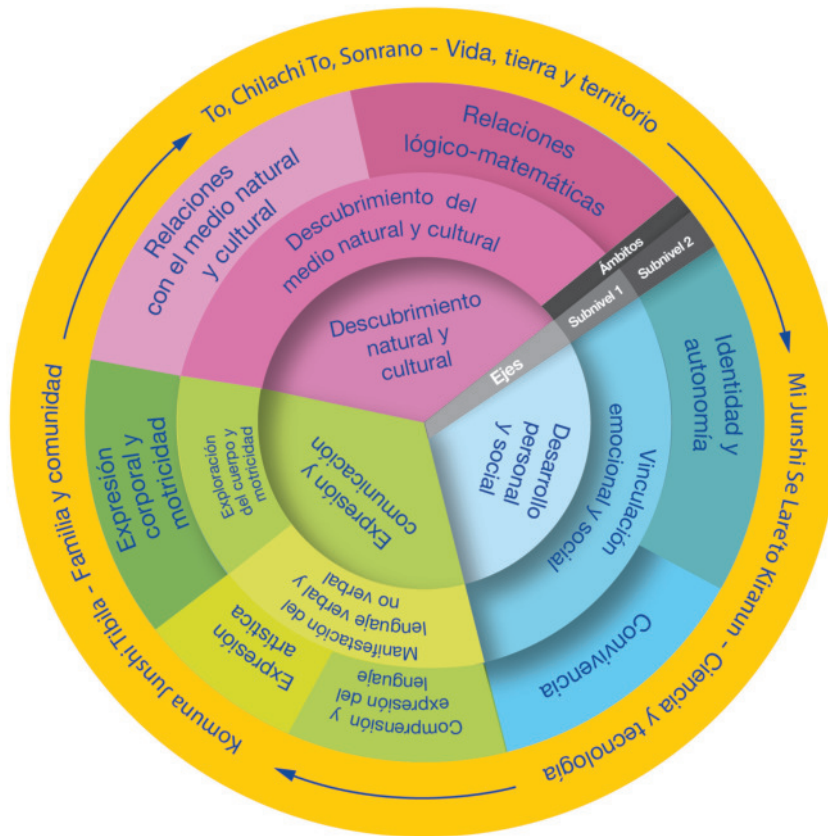 To, Chilachi To, Sonrano - Vida, tierra y territorio
Mi Junshi Se Lare'to Kiranun - Ciencia y tecnología
Komuna Junshi Tibila - Familia y comunidad
Relaciones
lógico-matemáticas
Relaciones
con el medio natural
y cultural
Descubrimiento del
medio natural y cultural
Descubrimiento
natural y
cultural
Ámbitos
Subnivel 2
Subnivel 1
Ejes
Identidad y
autonomía
Vinculación
emocional y social
Desarrollo
personal
y social
Convivencia
Expresión y
comunicación
Exploración
del cuerpo y
motricidad
Expresión
corporal y
motricidad
Manifestación del
lenguaje verbal y
no verbal
Expresión
artistica
Comprensión y
expresión del
lenguaje